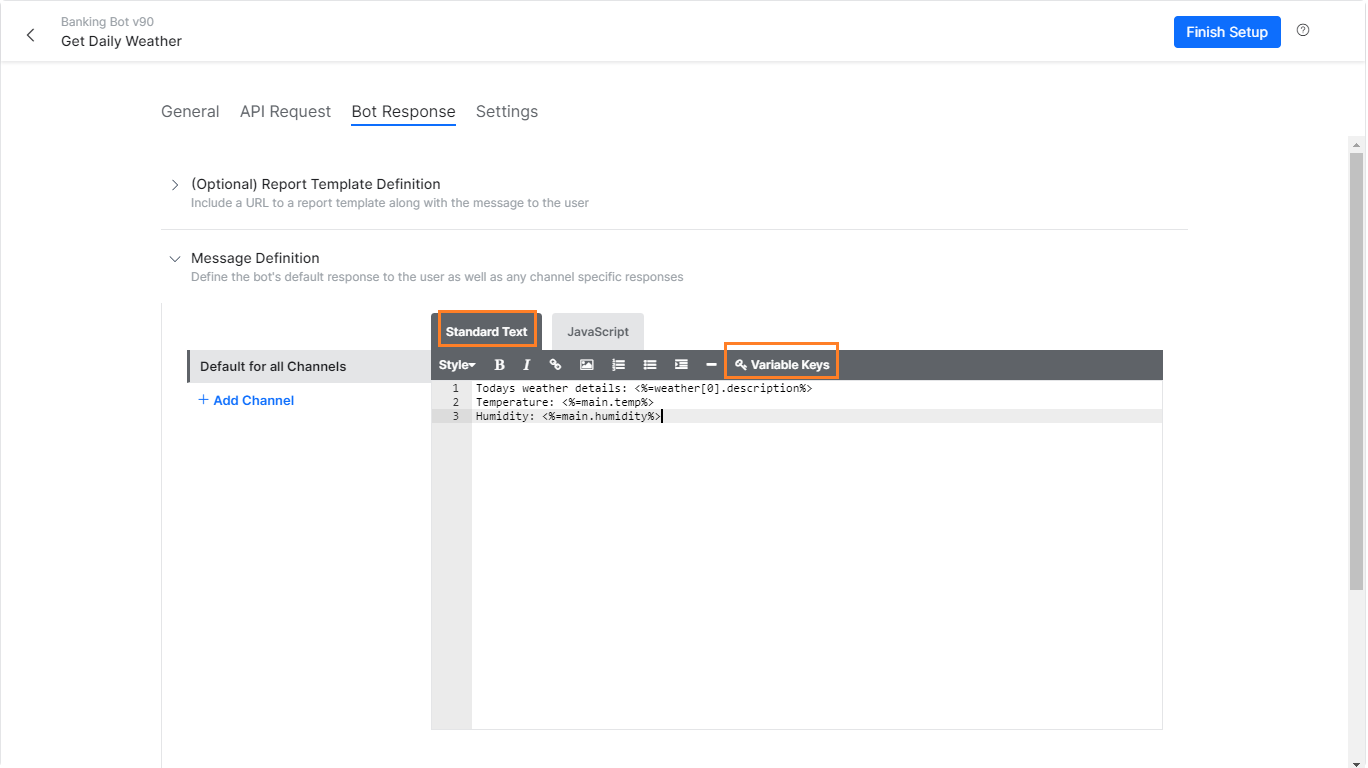 Banking Bot v90
Get Daily Weather
Finish Setup
General API Request Bot Response Settings
(Optional) Report Template Definition
Include a URL to a report template along with the message to the user
Message Definition
Define the bot's default response to the user as well as any channel specific responses
Standard Text JavaScript
Default for all Channels
Style B I Variable Keys
+ Add Channel
1 Todays weather details: <%=weather[0].description%>
2 Temperature: <%=main.temp%>
3 Humidity: <%=main.humidity%>